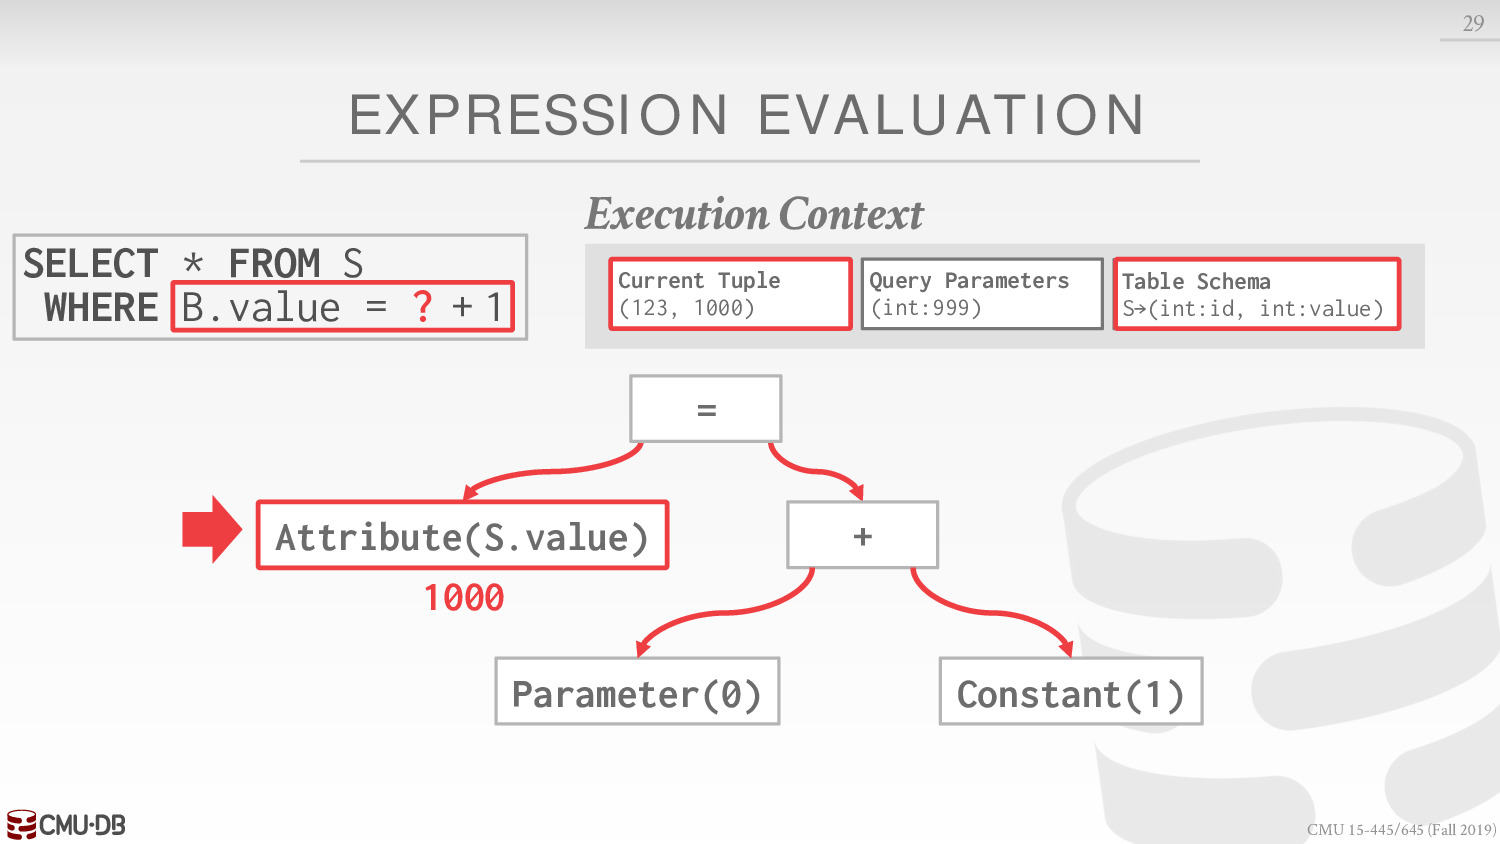 29
EXPRESSION EVALUATION
Execution Context
SELECT * FROM S
WHERE B.value = ? + 1
Current Tuple
(123, 1000)
Query Parameters
(int:999)
Table Schema
S→(int:id, int:value)
=
Attribute(S.value)
+
1000
Parameter(0)
Constant(1)
CMU·DB
CMU 15-445/645 (Fall 2019)